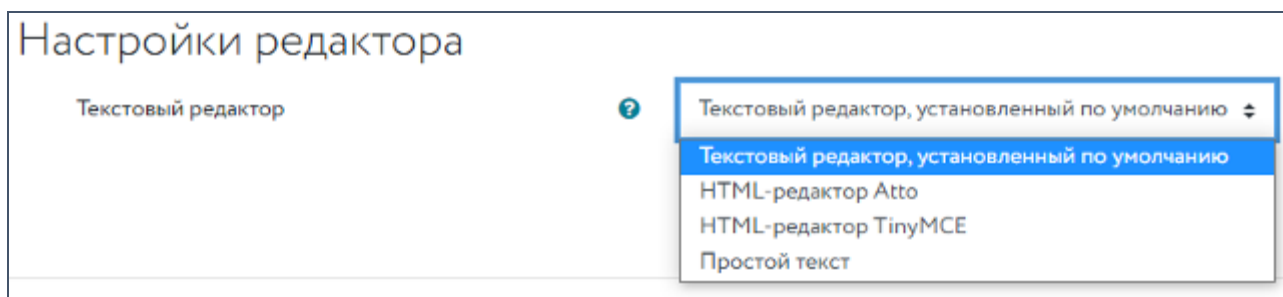 Настройки редактора
Текстовый редактор
Текстовый редактор, установленный по умолчанию
Текстовый редактор, установленный по умолчанию
HTML-редактор Atto
HTML-редактор TinyMCE
Простой текст